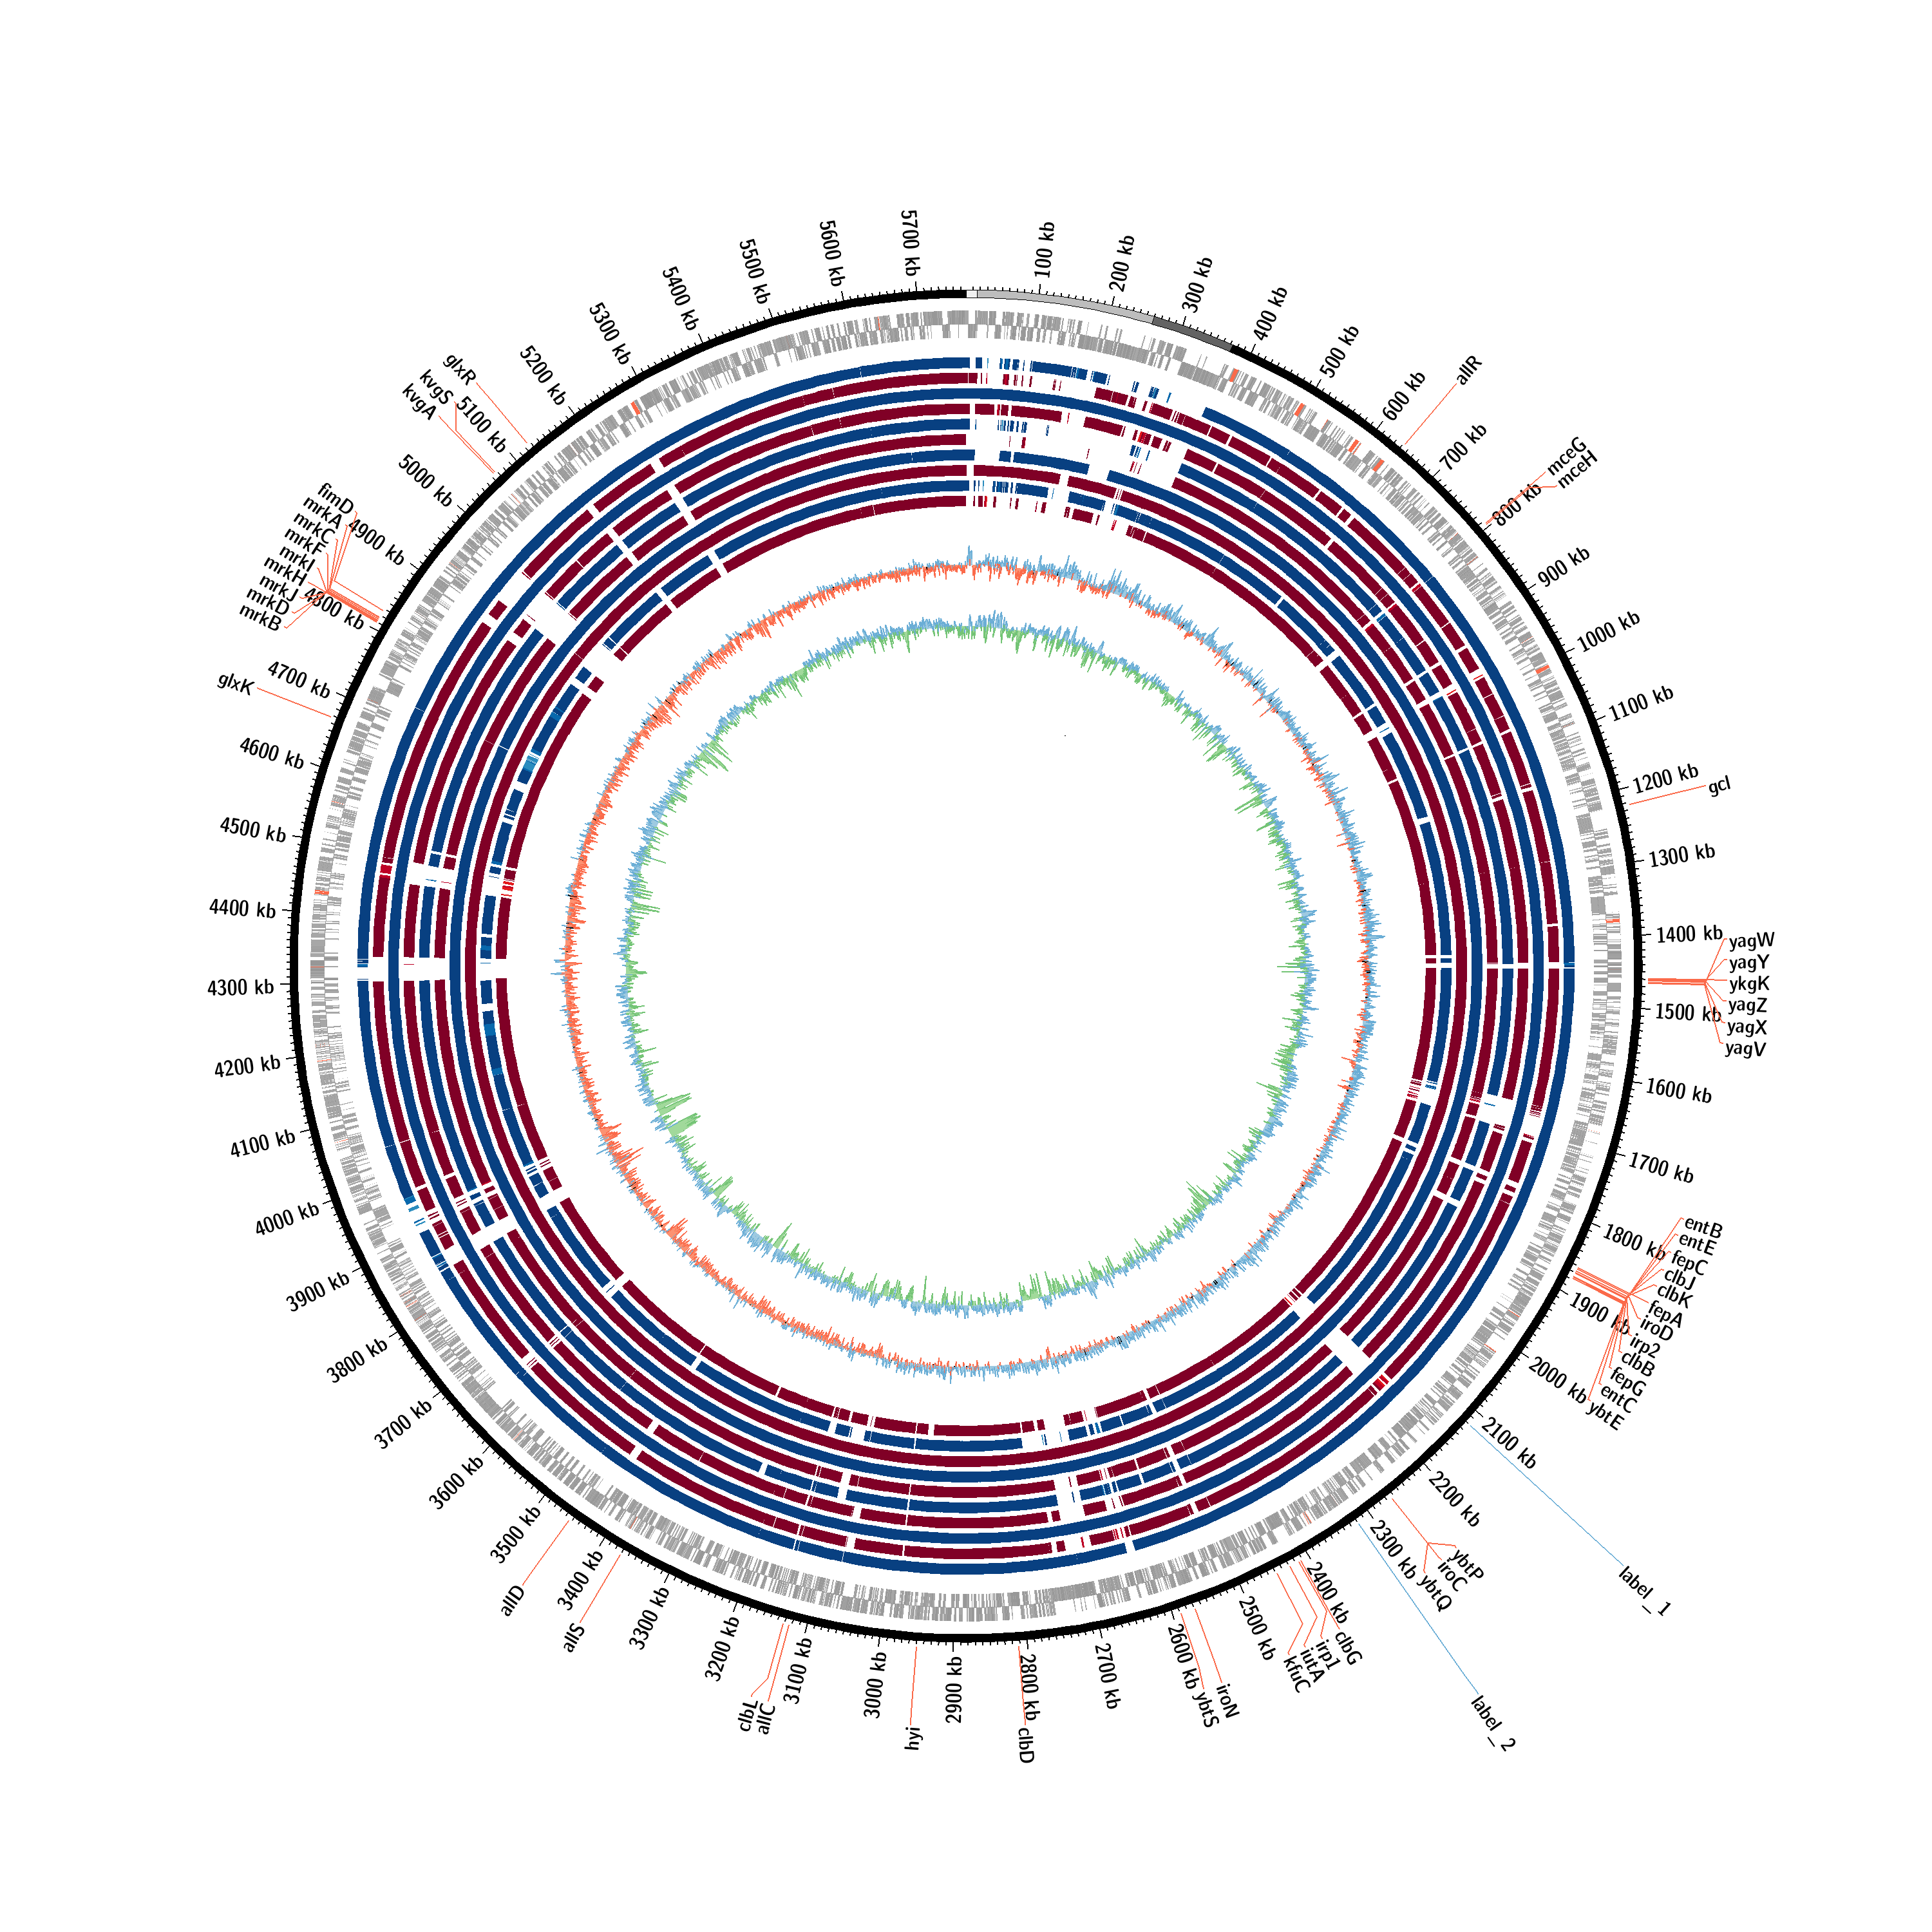 100 kb
200 kb
300 kb
400 kb
500 kb
600 kb
allR
700 kb
mceG
mceH
800 kb
900 kb
1000 kb
1100 kb
1200 kb
gcl
1300 kb
1400 kb
yagW
yagY
ykgK
yagZ
yagX
yagV
1500 kb
1600 kb
1700 kb
1800 kb
entB
entE
fepC
clbJ
clbK
fepA
iroD
irp2
clbB
fepG
entC
ybtE
1900 kb
2000 kb
2100 kb
label_1
2200 kb
ybtP
iroC
ybtQ
2300 kb
label_2
2400 kb
clbG
irp1
iutA
kfuC
2500 kb
iroN
ybtS
2600 kb
2700 kb
2800 kb
clbD
2900 kb
hyi
3000 kb
3100 kb
allC
clbL
3200 kb
3300 kb
allS
3400 kb
allD
3500 kb
3600 kb
3700 kb
3800 kb
3900 kb
4000 kb
4100 kb
4200 kb
4300 kb
4400 kb
4500 kb
4600 kb
glxK
4700 kb
4800 kb
mrkB
mrkD
mrkJ
mrkH
mrkI
mrkF
mrkC
mrkA
fimD
4900 kb
5000 kb
kvgA
kvgS
5100 kb
glxR
5200 kb
5300 kb
5400 kb
5500 kb
5600 kb
5700 kb